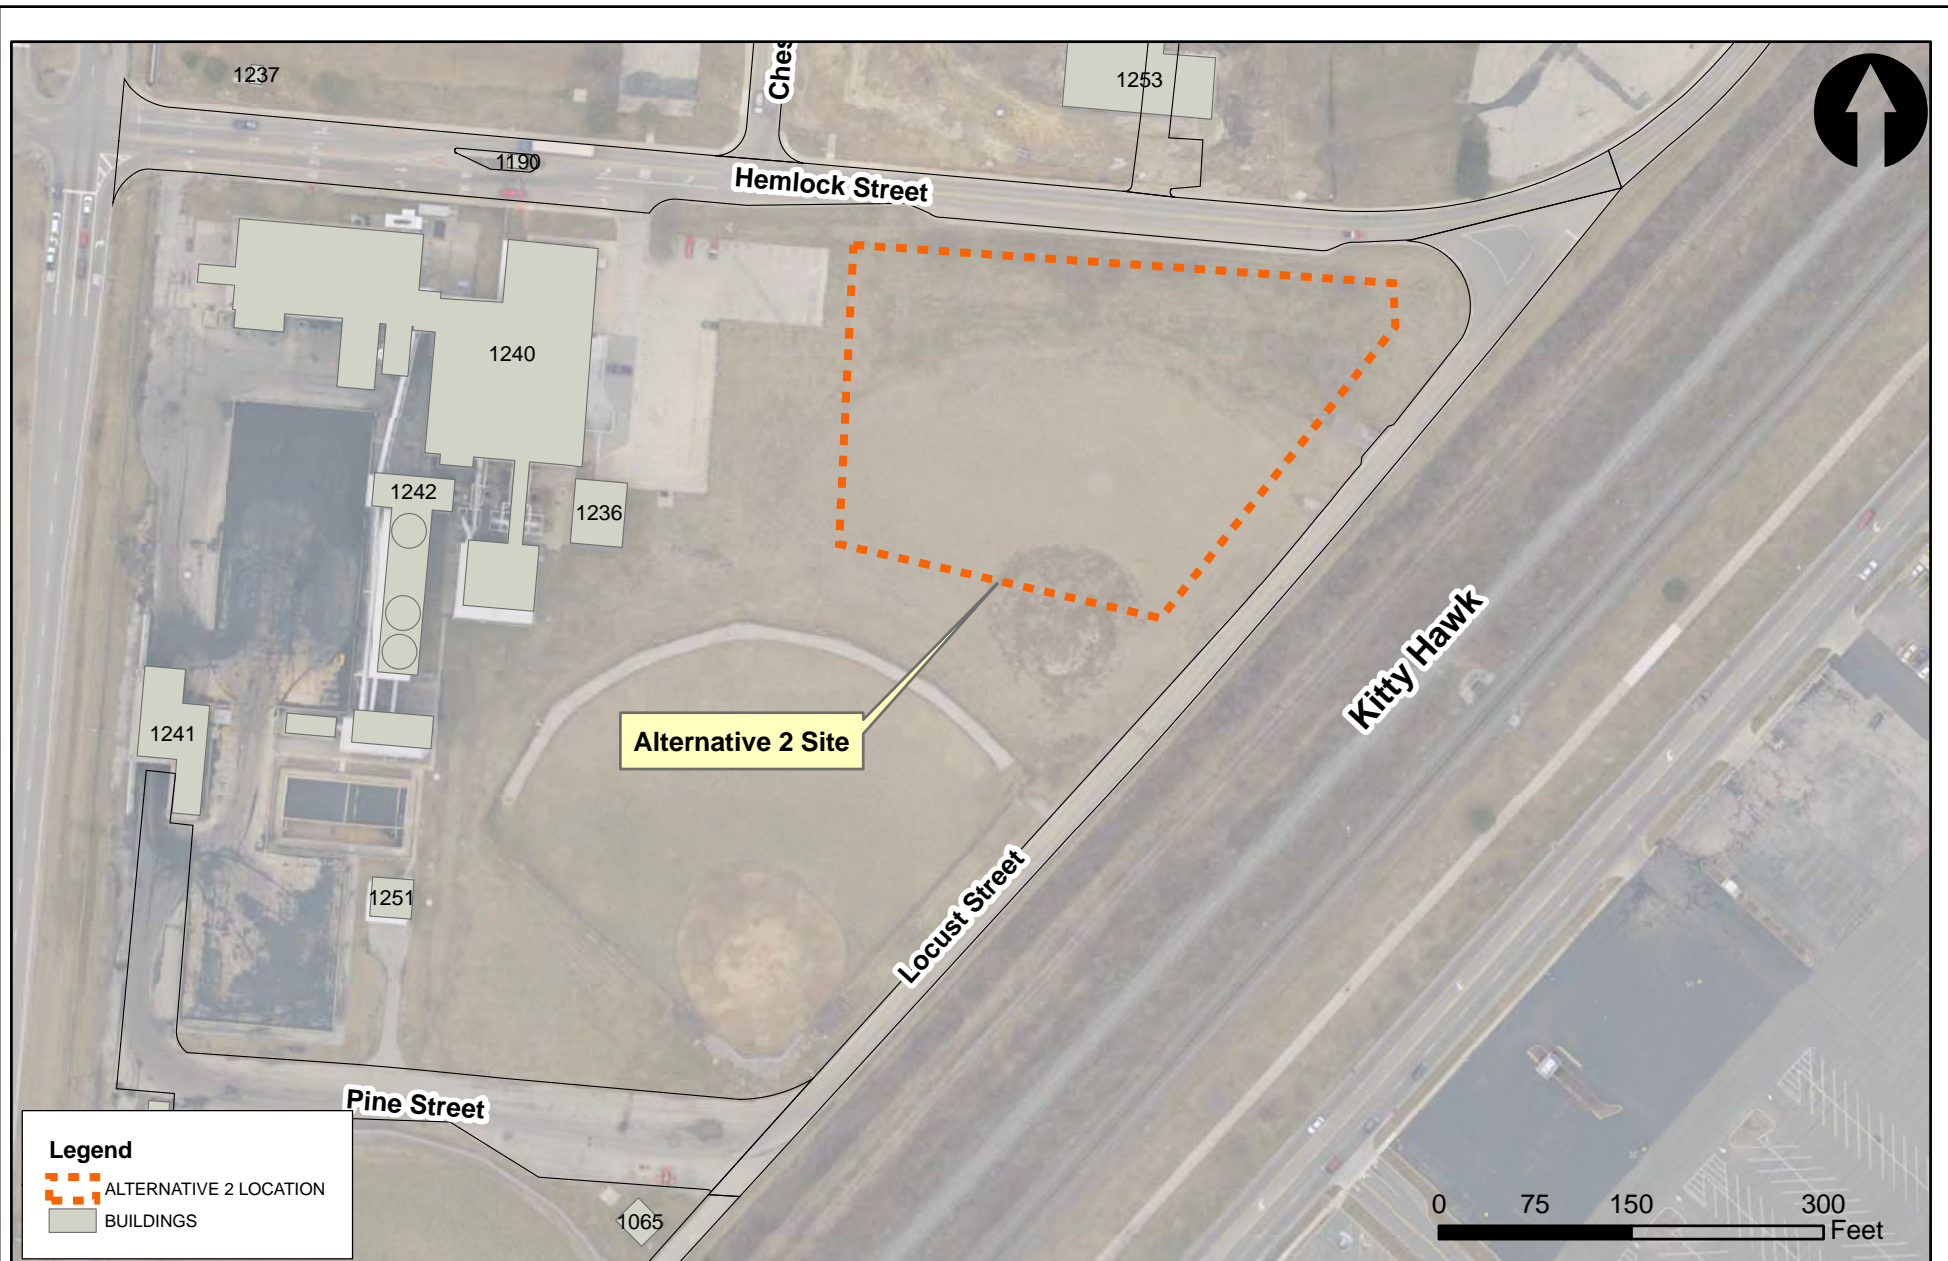 1237
Ches
1253
1190
Hemlock Street
1240
1242
1236
Kitty Hawk
1241
Alternative 2 Site
1251
Locust Street
Pine Street
1065
Legend
ALTERNATIVE 2 LOCATION
BUILDINGS
0 75 150 300
Feet